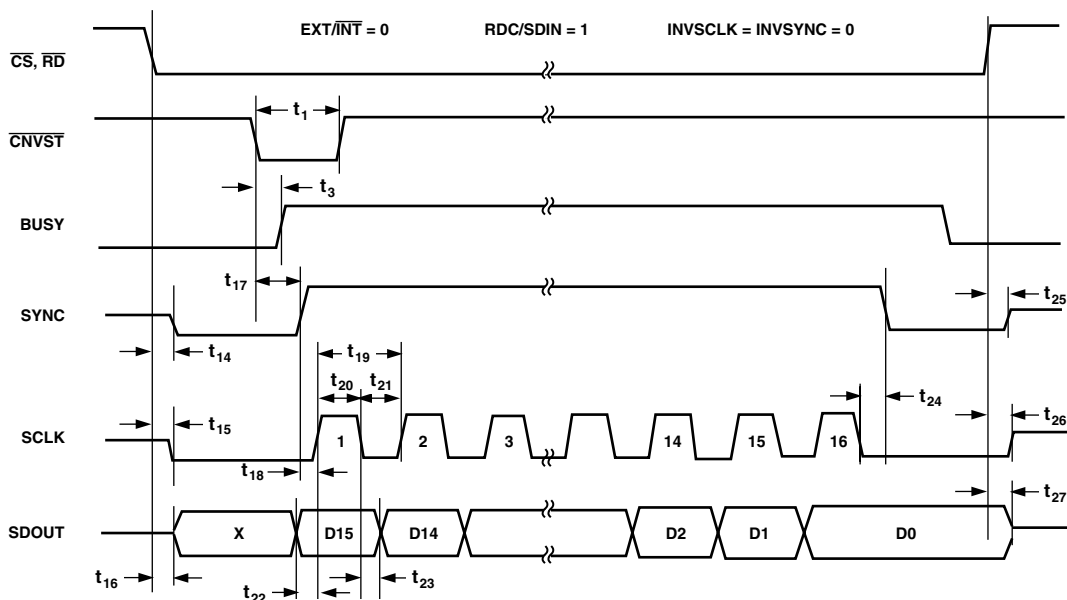 EXT/INT = 0 RDC/SDIN = 1 INVSCLK = INVSYNC = 0
CS, RD
t1
CNVST
t3
BUSY
t17
SYNC
t25
t14
t19
t20 t21
t24
SCLK
1 2 3 14 15 16
t15
t26
t18
t27
SDOUT
X D15 D14 D2 D1 D0
t16
t22
t23